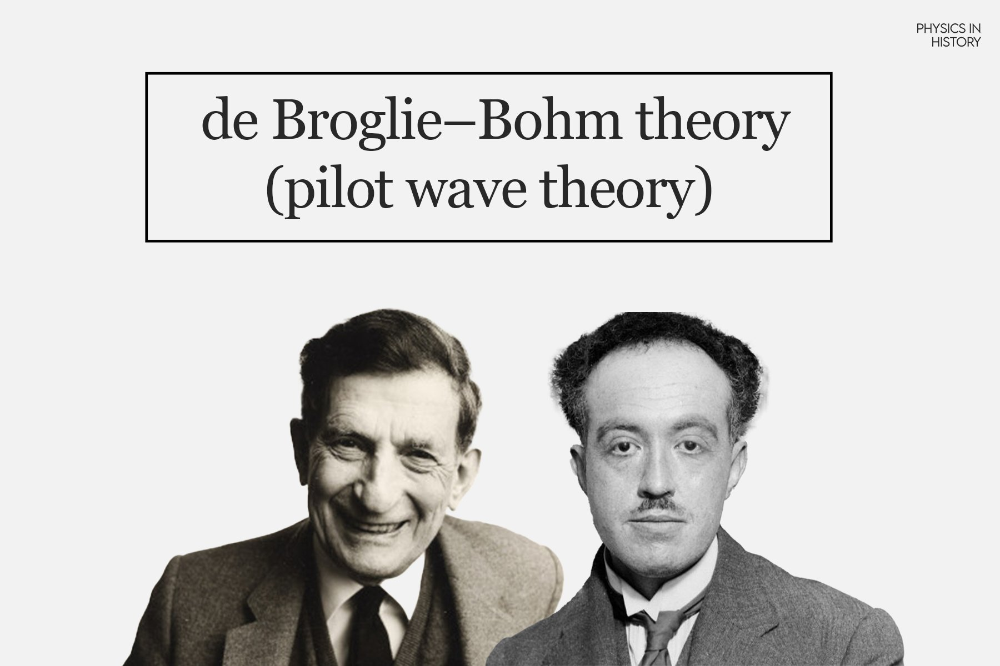 PHYSICS IN
HISTORY
de Broglie–Bohm theory
(pilot wave theory)